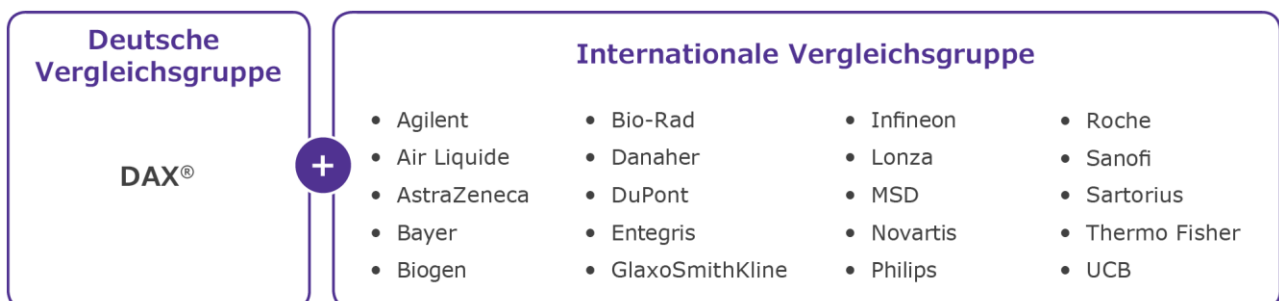 Deutsche
Vergleichsgruppe
DAX®
+
Internationale Vergleichsgruppe
• Agilent
• Air Liquide
• AstraZeneca
• Bayer
• Biogen
• Bio-Rad
• Danaher
• DuPont
• Entegris
• GlaxoSmithKline
• Infineon
• Lonza
• MSD
• Novartis
• Philips
• Roche
• Sanofi
• Sartorius
• Thermo Fisher
• UCB